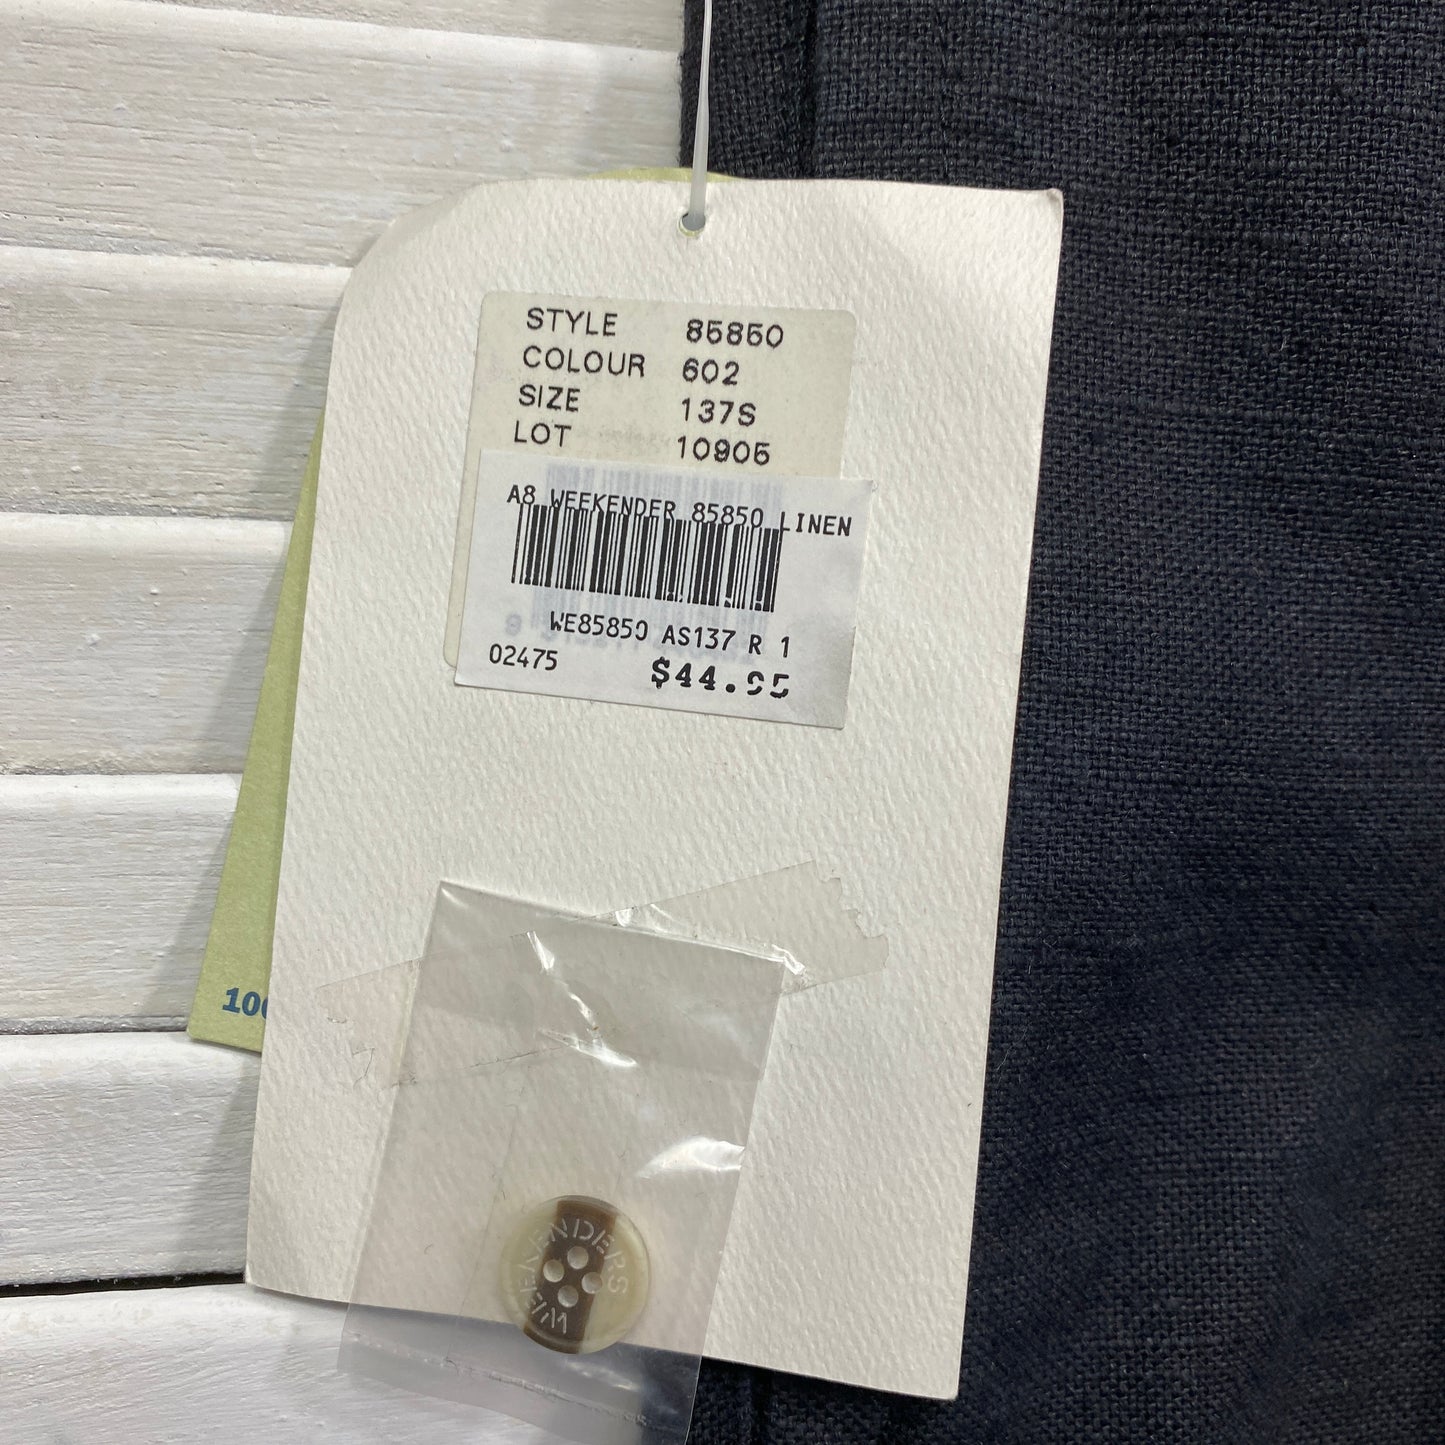 STYLE 85850
COLOUR 602
SIZE 137S
LOT 10905
A8 WEEKENDER 85850 LINEN
WE85850 AS137 R 1
02475 $44.95
WEEKENDERS